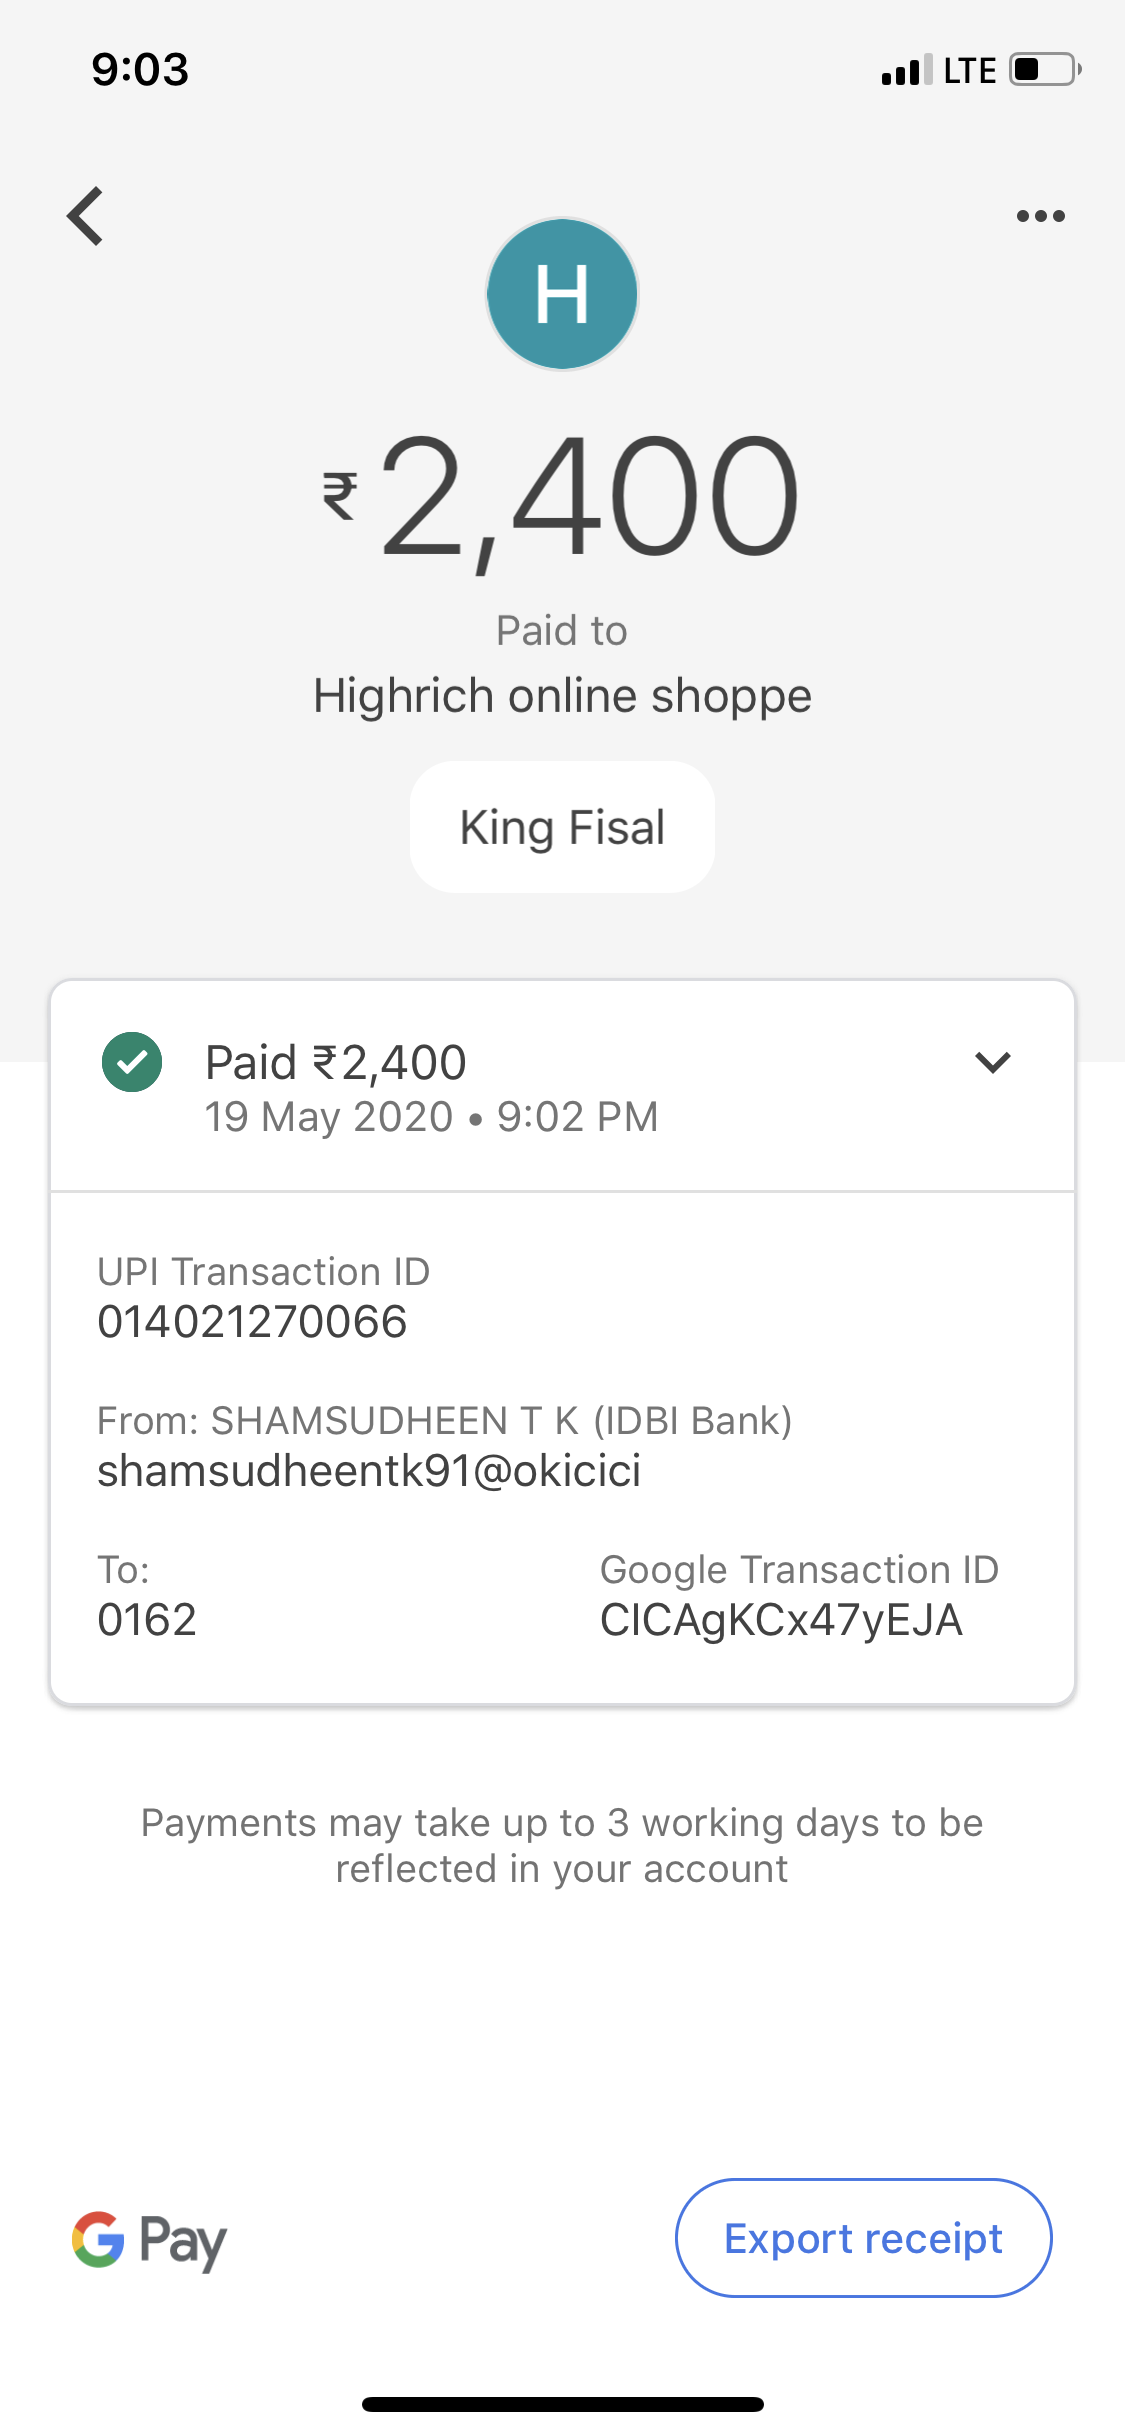 9:03
LTE
H
₹2,400
Paid to
Highrich online shoppe
King Fisal
Paid ₹2,400
19 May 2020 • 9:02 PM
UPI Transaction ID
014021270066
From: SHAMSUDHEEN T K (IDBI Bank)
shamsudheentk91@okicici
To:
0162
Google Transaction ID
CICAgKCx47yEJA
Payments may take up to 3 working days to be
reflected in your account
G Pay
Export receipt